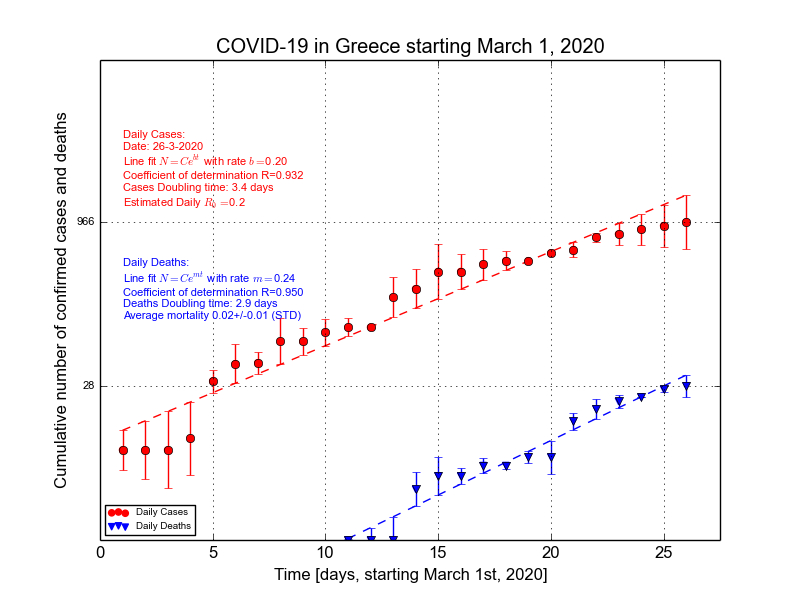 COVID-19 in Greece starting March 1, 2020
Cumulative number of confirmed cases and deaths
Daily Cases:
Date: 26-3-2020
Line fit N=Ce^{bt} with rate b=0.20
Coefficient of determination R=0.932
Cases Doubling time: 3.4 days
Estimated Daily R_0=0.2
966
Daily Deaths:
Line fit N=Ce^{mt} with rate m=0.24
Coefficient of determination R=0.950
Deaths Doubling time: 2.9 days
Average mortality 0.02+/-0.01 (STD)
28
Daily Cases
Daily Deaths
0 5 10 15 20 25
Time [days, starting March 1st, 2020]